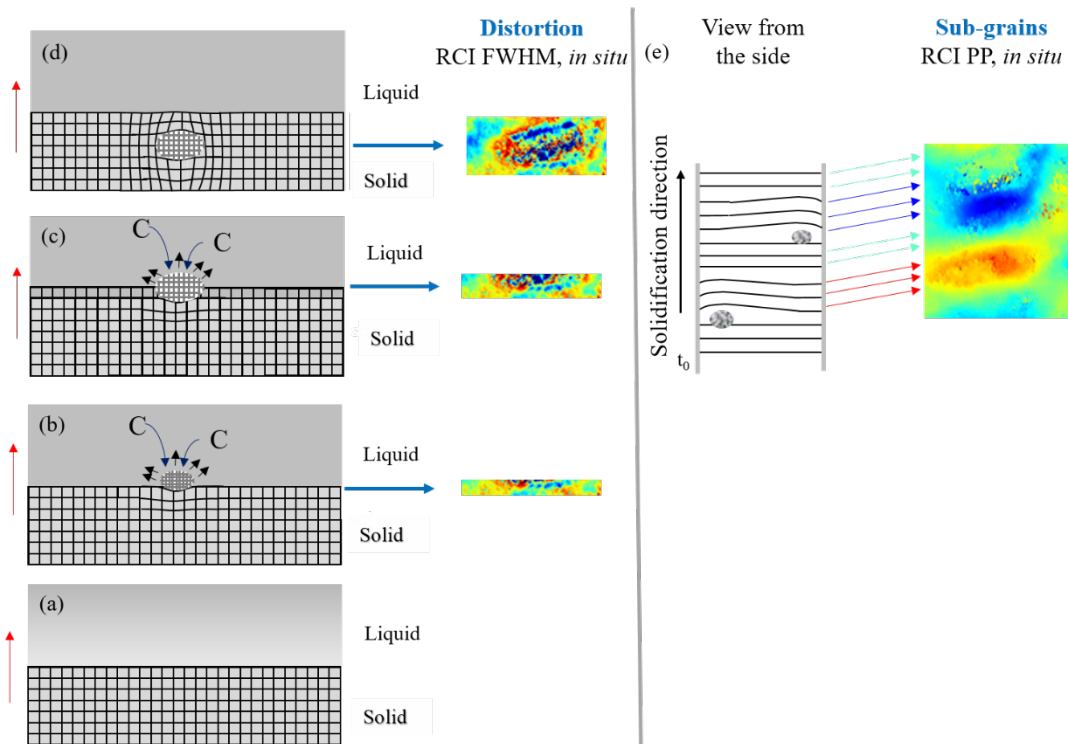 (d)
Distortion
RCI FWHM, in situ
Liquid
Solid
(c)
C C
Liquid
Solid
(b)
C C
Liquid
Solid
(a)
Liquid
Solid
(e)
View from
the side
Sub-grains
RCI PP, in situ
Solidification direction
t₀